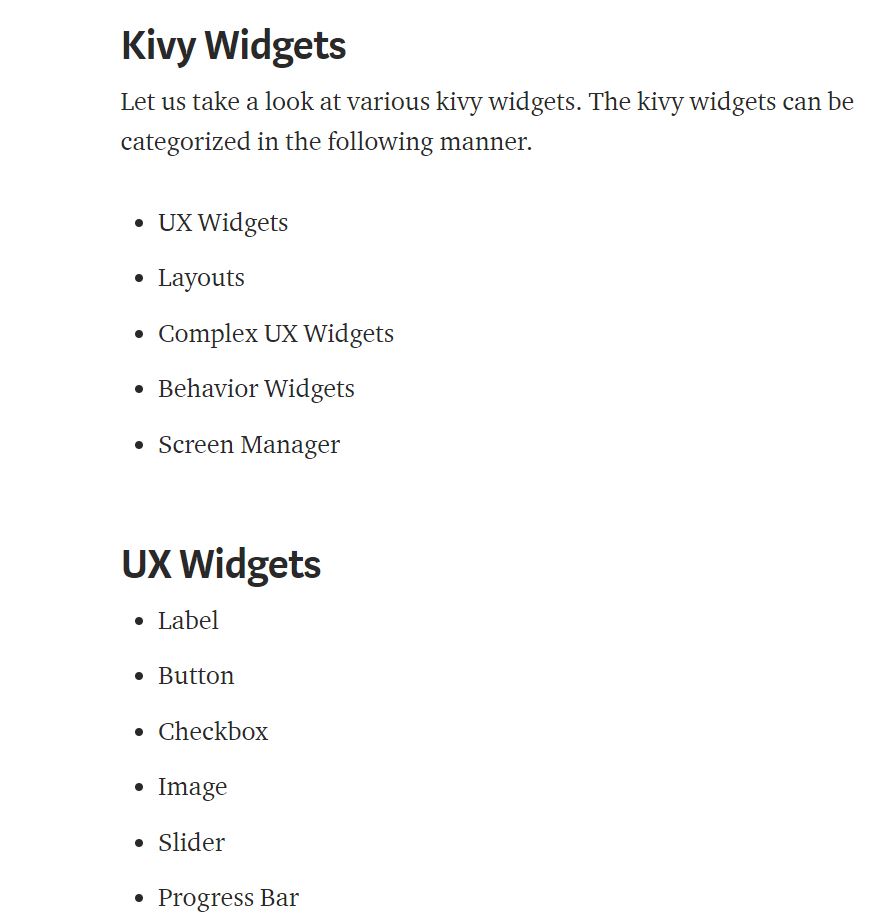 Kivy Widgets
Let us take a look at various kivy widgets. The kivy widgets can be
categorized in the following manner.
• UX Widgets
• Layouts
• Complex UX Widgets
• Behavior Widgets
• Screen Manager
UX Widgets
• Label
• Button
• Checkbox
• Image
• Slider
• Progress Bar